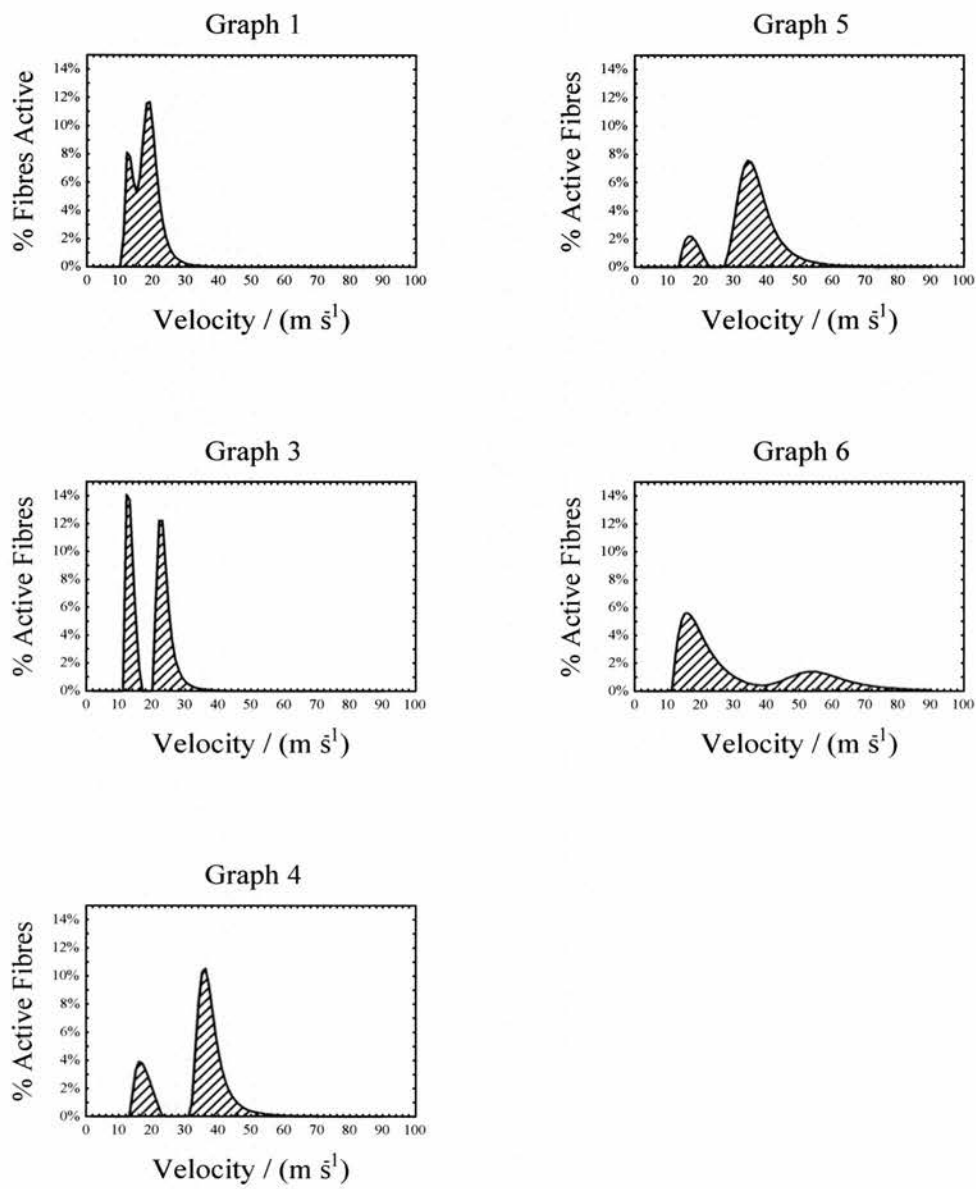 Graph 1
% Fibres Active
14%
12%
10%
8%
6%
4%
2%
0%
0 10 20 30 40 50 60 70 80 90 100
Velocity / (m s̄¹)
Graph 5
% Active Fibres
14%
12%
10%
8%
6%
4%
2%
0%
0 10 20 30 40 50 60 70 80 90 100
Velocity / (m s̄¹)
Graph 3
% Active Fibres
14%
12%
10%
8%
6%
4%
2%
0%
0 10 20 30 40 50 60 70 80 90 100
Velocity / (m s̄¹)
Graph 6
% Active Fibres
14%
12%
10%
8%
6%
4%
2%
0%
0 10 20 30 40 50 60 70 80 90 100
Velocity / (m s̄¹)
Graph 4
% Active Fibres
14%
12%
10%
8%
6%
4%
2%
0%
0 10 20 30 40 50 60 70 80 90 100
Velocity / (m s̄¹)